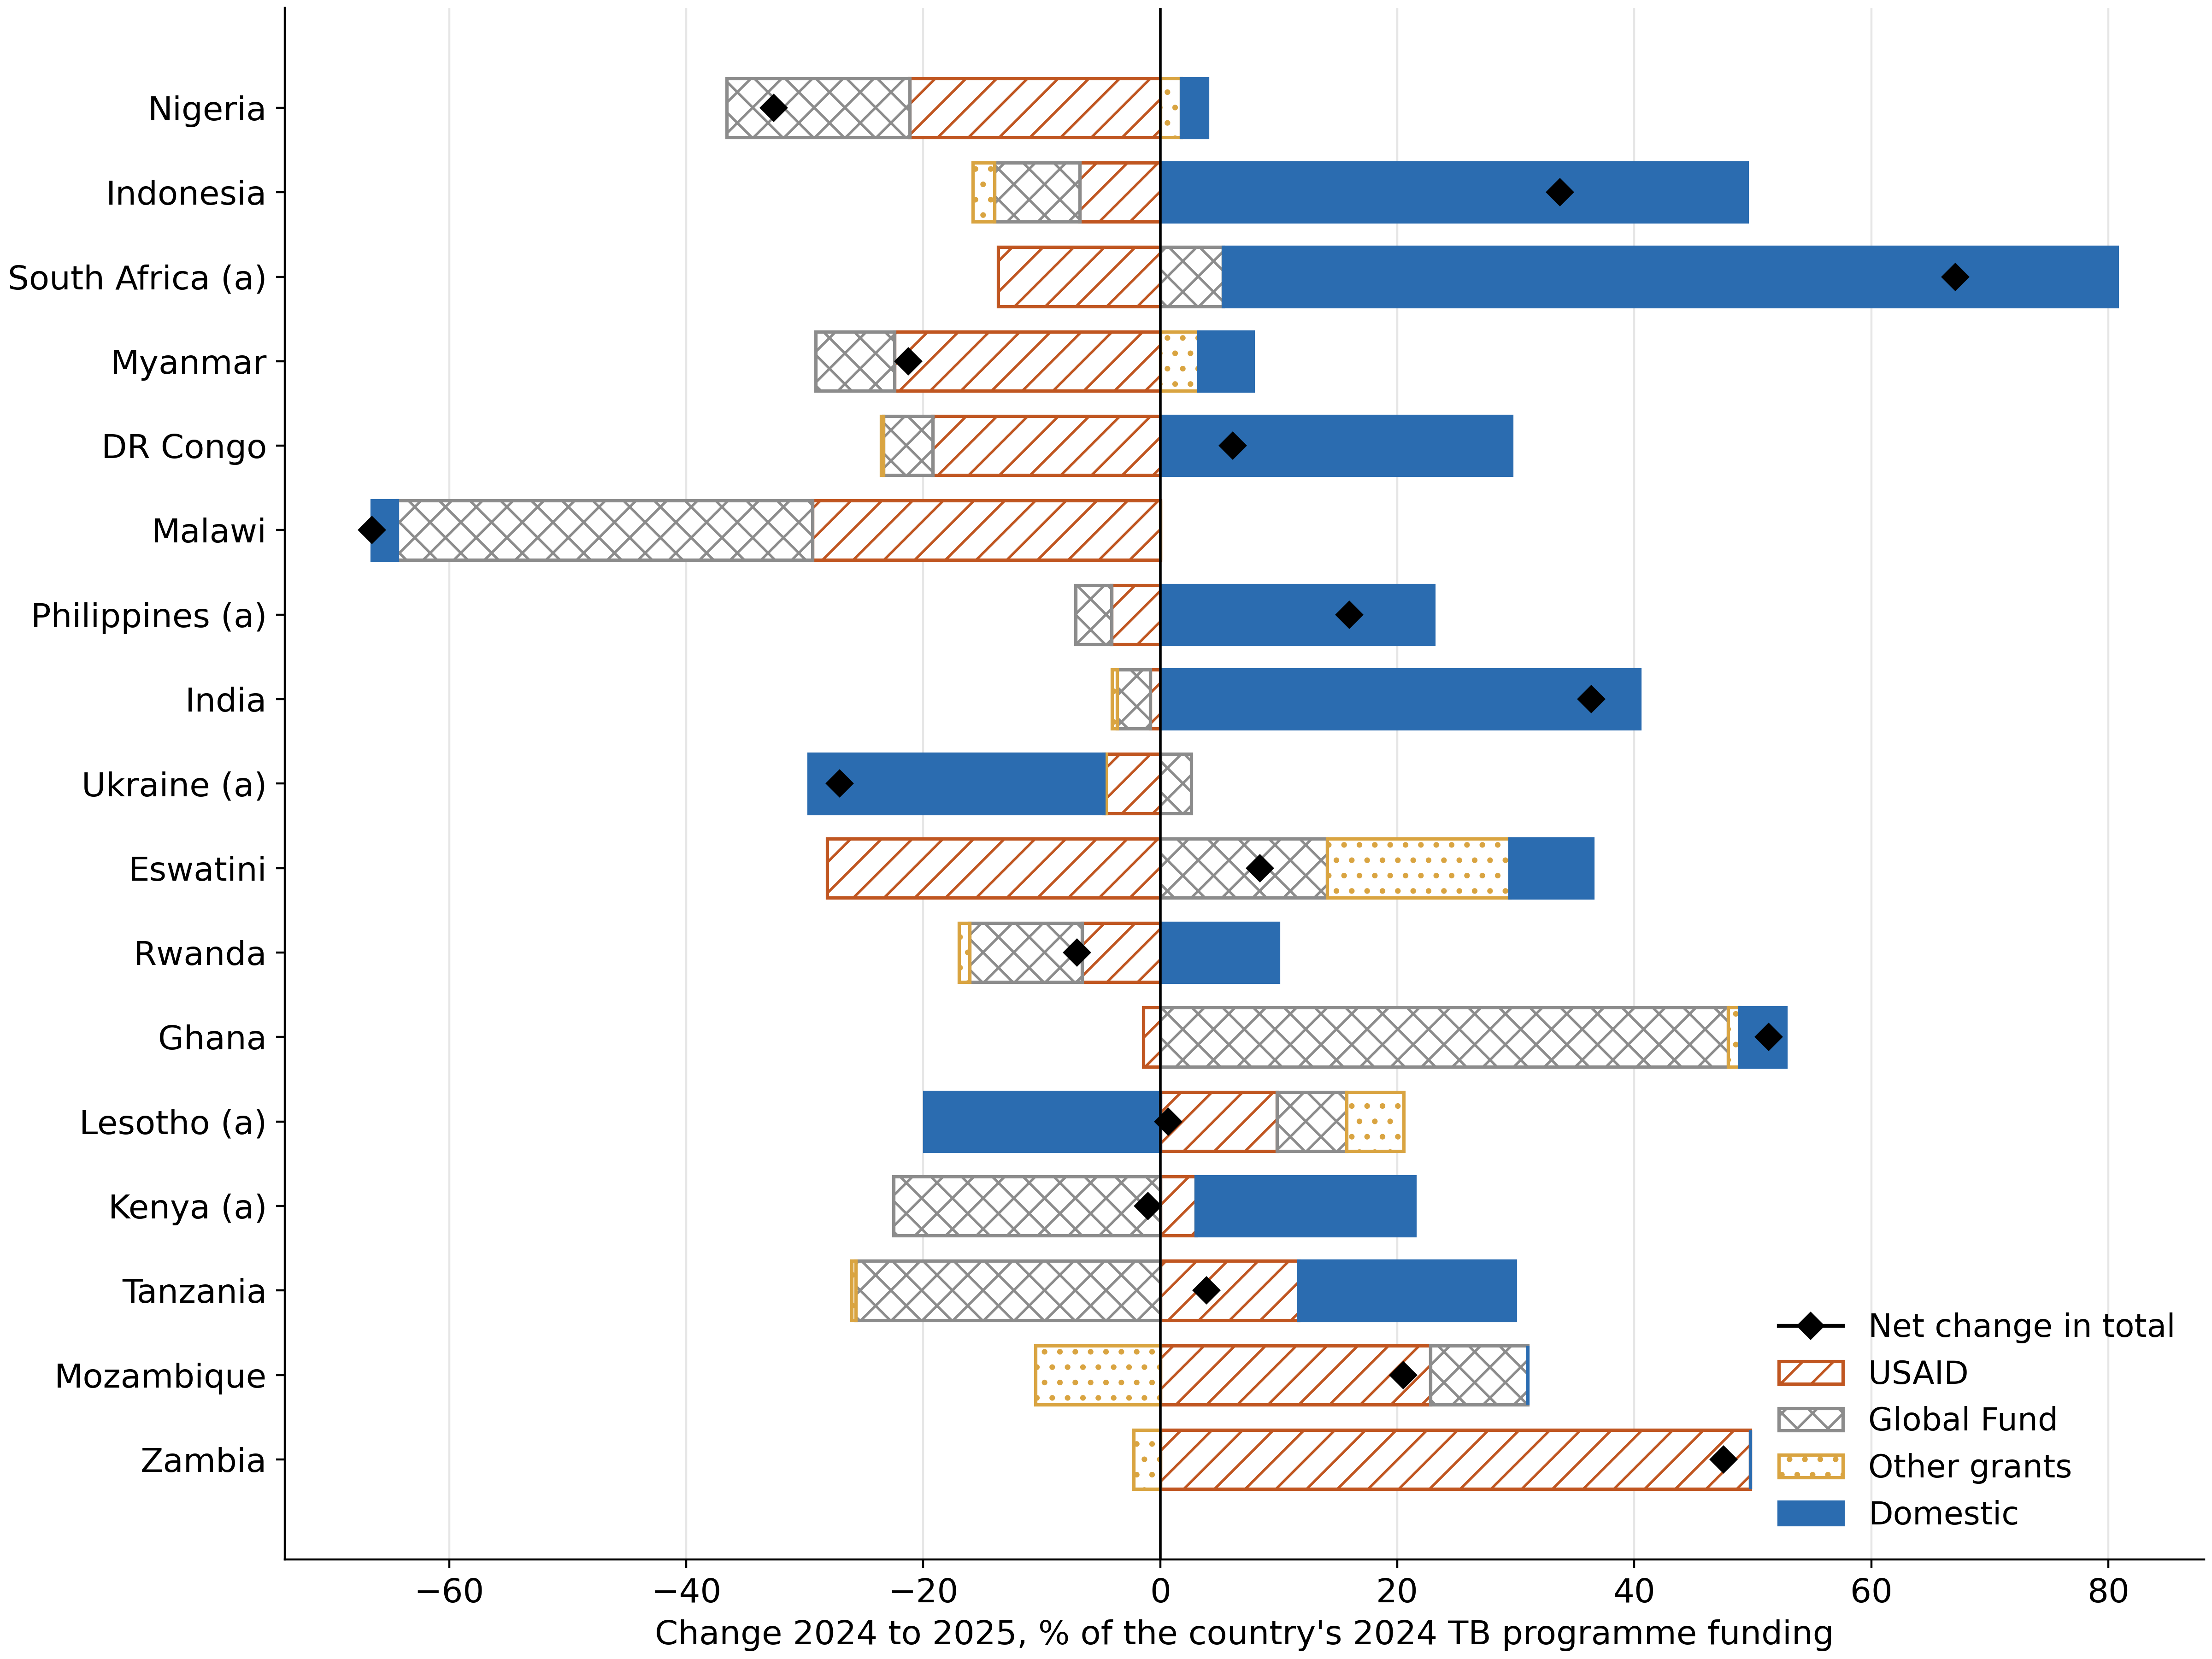 Nigeria
Indonesia
South Africa (a)
Myanmar
DR Congo
Malawi
Philippines (a)
India
Ukraine (a)
Eswatini
Rwanda
Ghana
Lesotho (a)
Kenya (a)
Tanzania
Mozambique
Zambia
Net change in total
USAID
Global Fund
Other grants
Domestic
−60 −40 −20 0 20 40 60 80
Change 2024 to 2025, % of the country's 2024 TB programme funding